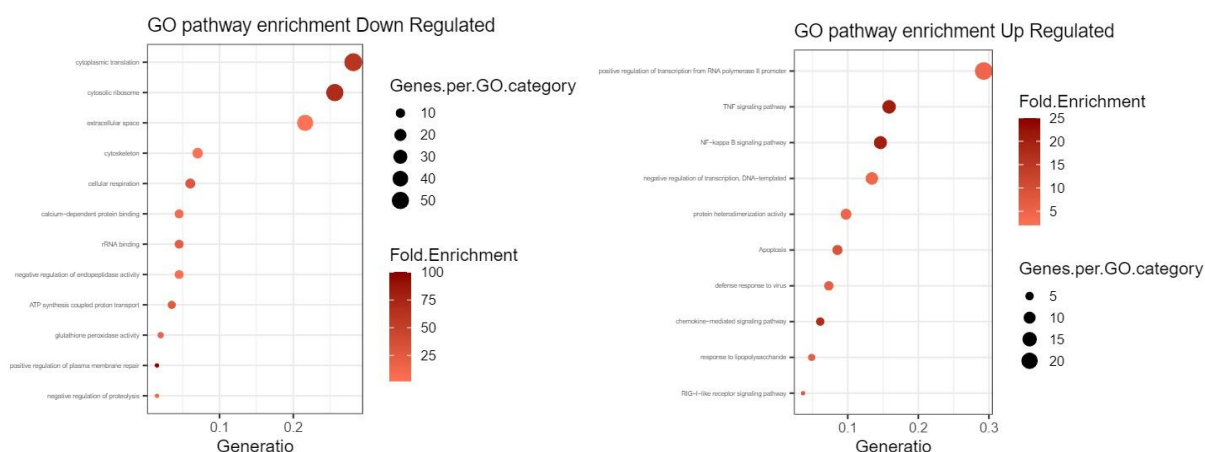 GO pathway enrichment Down Regulated
cytoplasmic translation
cytosolic ribosome
extracellular space
cytoskeleton
cellular respiration
calcium-dependent protein binding
rRNA binding
negative regulation of endopeptidase activity
ATP synthesis coupled proton transport
glutathione peroxidase activity
positive regulation of plasma membrane repair
negative regulation of proteolysis
0.1 0.2
Generatio
Genes.per.GO.category
10
20
30
40
50
Fold.Enrichment
100
75
50
25
GO pathway enrichment Up Regulated
positive regulation of transcription from RNA polymerase II promoter
TNF signaling pathway
NF-kappa B signaling pathway
negative regulation of transcription, DNA-templated
protein heterodimerization activity
Apoptosis
defense response to virus
chemokine-mediated signaling pathway
response to lipopolysaccharide
RIG-I-like receptor signaling pathway
0.1 0.2 0.3
Generatio
Fold.Enrichment
25
20
15
10
5
Genes.per.GO.category
5
10
15
20